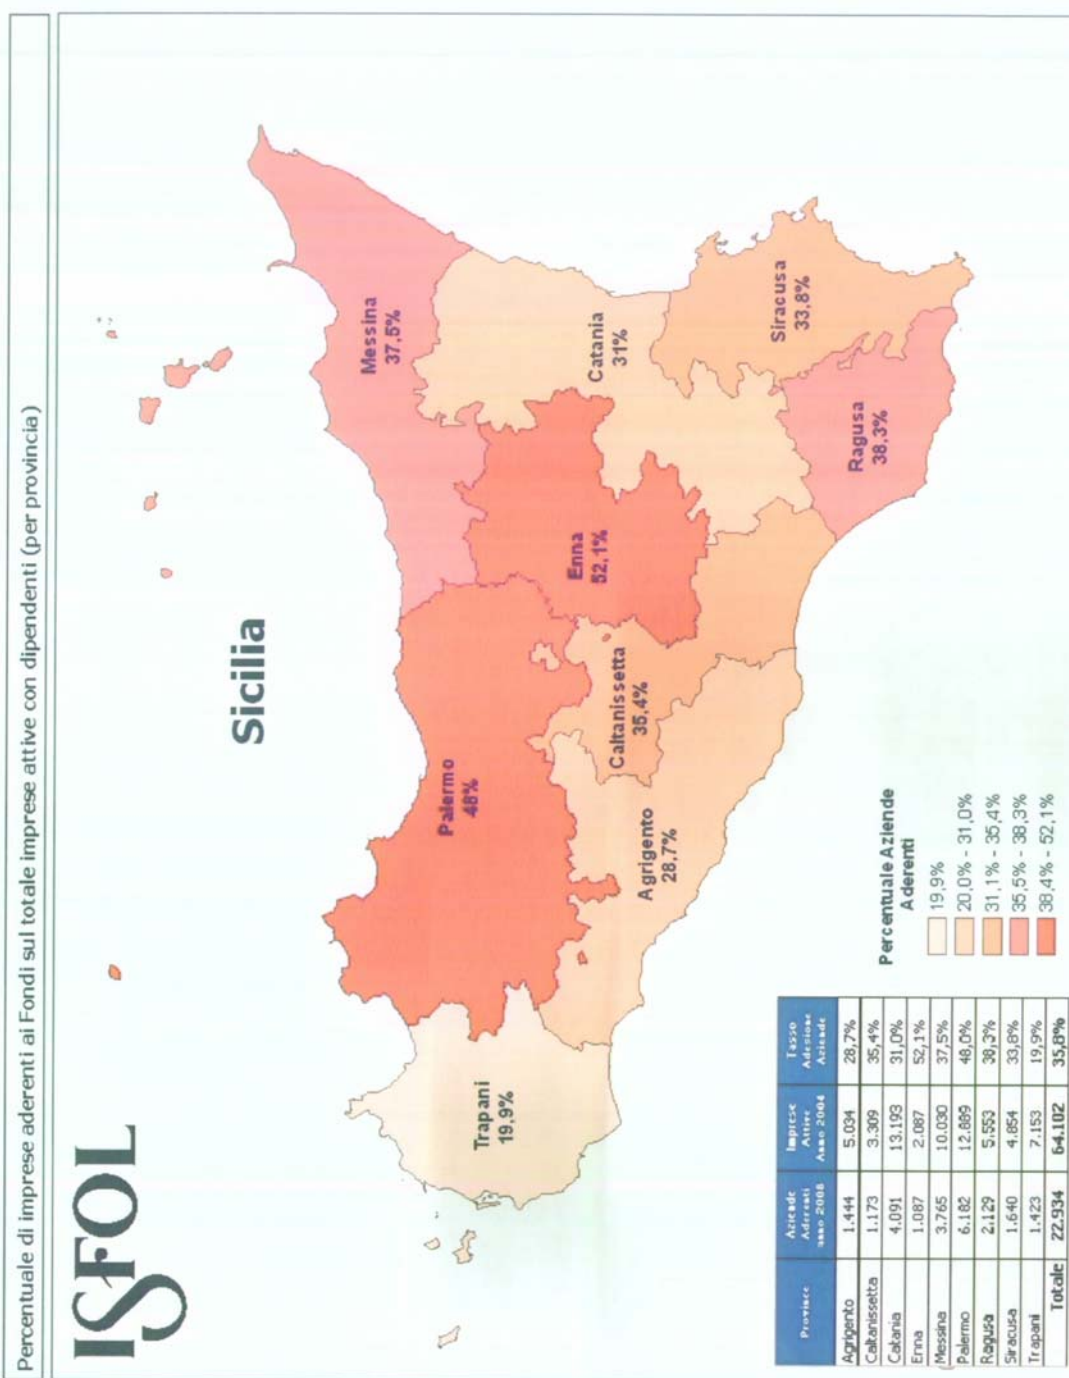 Percentuale di imprese aderenti ai Fondi sul totale imprese attive con dipendenti (per provincia)
ISFOL
Sicilia
Messina
37,5%
Palermo
48%
Trapani
19,9%
Enna
52,1%
Catania
31%
Caltanissetta
35,4%
Agrigento
28,7%
Siracusa
33,8%
Ragusa
38,3%
Percentuale Aziende
Aderenti
19,9%
20,0% - 31,0%
31,1% - 35,4%
35,5% - 38,3%
38,4% - 52,1%
Province Aziende Aderenti anno 2008 Imprese Attive Anno 2004 Tasso Adesione Aziende
Agrigento 1.444 5.034 28,7%
Caltanissetta 1.173 3.309 35,4%
Catania 4.091 13.193 31,0%
Enna 1.087 2.087 52,1%
Messina 3.765 10.030 37,5%
Palermo 6.182 12.889 48,0%
Ragusa 2.129 5.553 38,3%
Siracusa 1.640 4.854 33,8%
Trapani 1.423 7.153 19,9%
Totale 22.934 64.102 35,8%